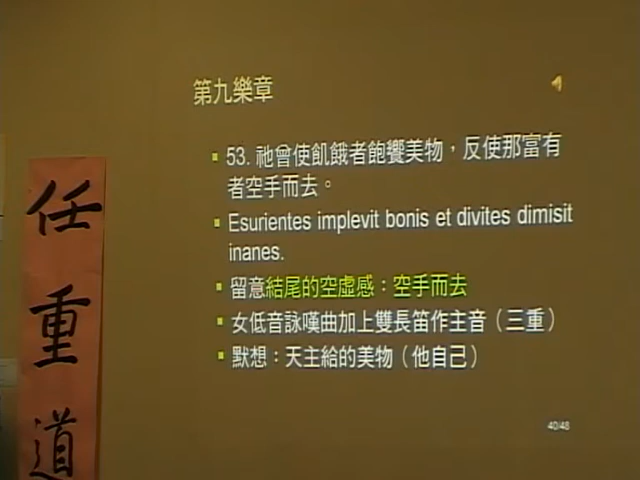 第九樂章
53. 祂曾使飢餓者飽饗美物，反使那富有
者空手而去。
Esurientes implevit bonis et divites dimisit
inanes.
留意結尾的空虛感：空手而去
女低音詠嘆曲加上雙長笛作主音（三重）
默想：天主給的美物（他自己）
40/48
任重道